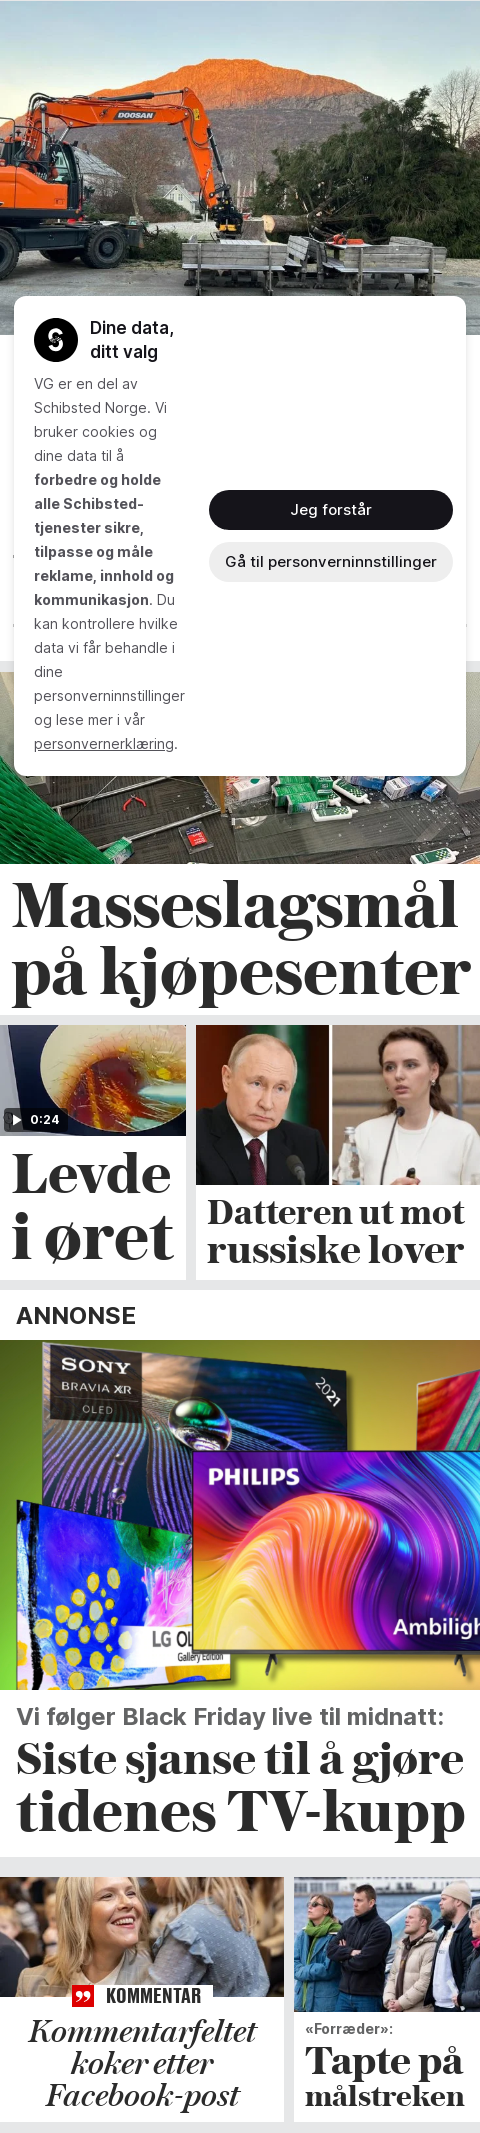 DOOSAN
Dine data,
ditt valg
VG er en del av
Schibsted Norge. Vi
bruker cookies og
dine data til å
forbedre og holde
alle Schibsted-
tjenester sikre,
tilpasse og måle
reklame, innhold og
kommunikasjon. Du
kan kontrollere hvilke
data vi får behandle i
dine
personverninnstillinger
og lese mer i vår
personvernerklæring.
Jeg forstår
Gå til personverninnstillinger
Masseslagsmål
på kjøpesenter
0:24
Levde
i øret
Datteren ut mot
russiske lover
ANNONSE
SONY
BRAVIA XR
OLED
2021
PHILIPS
Ambiligh
LG OL
Gallery Edition
Vi følger Black Friday live til midnatt:
Siste sjanse til å gjøre
tidenes TV-kupp
KOMMENTAR
Kommentarfeltet
koker etter
Facebook-post
«Forræder»:
Tapte på
målstreken